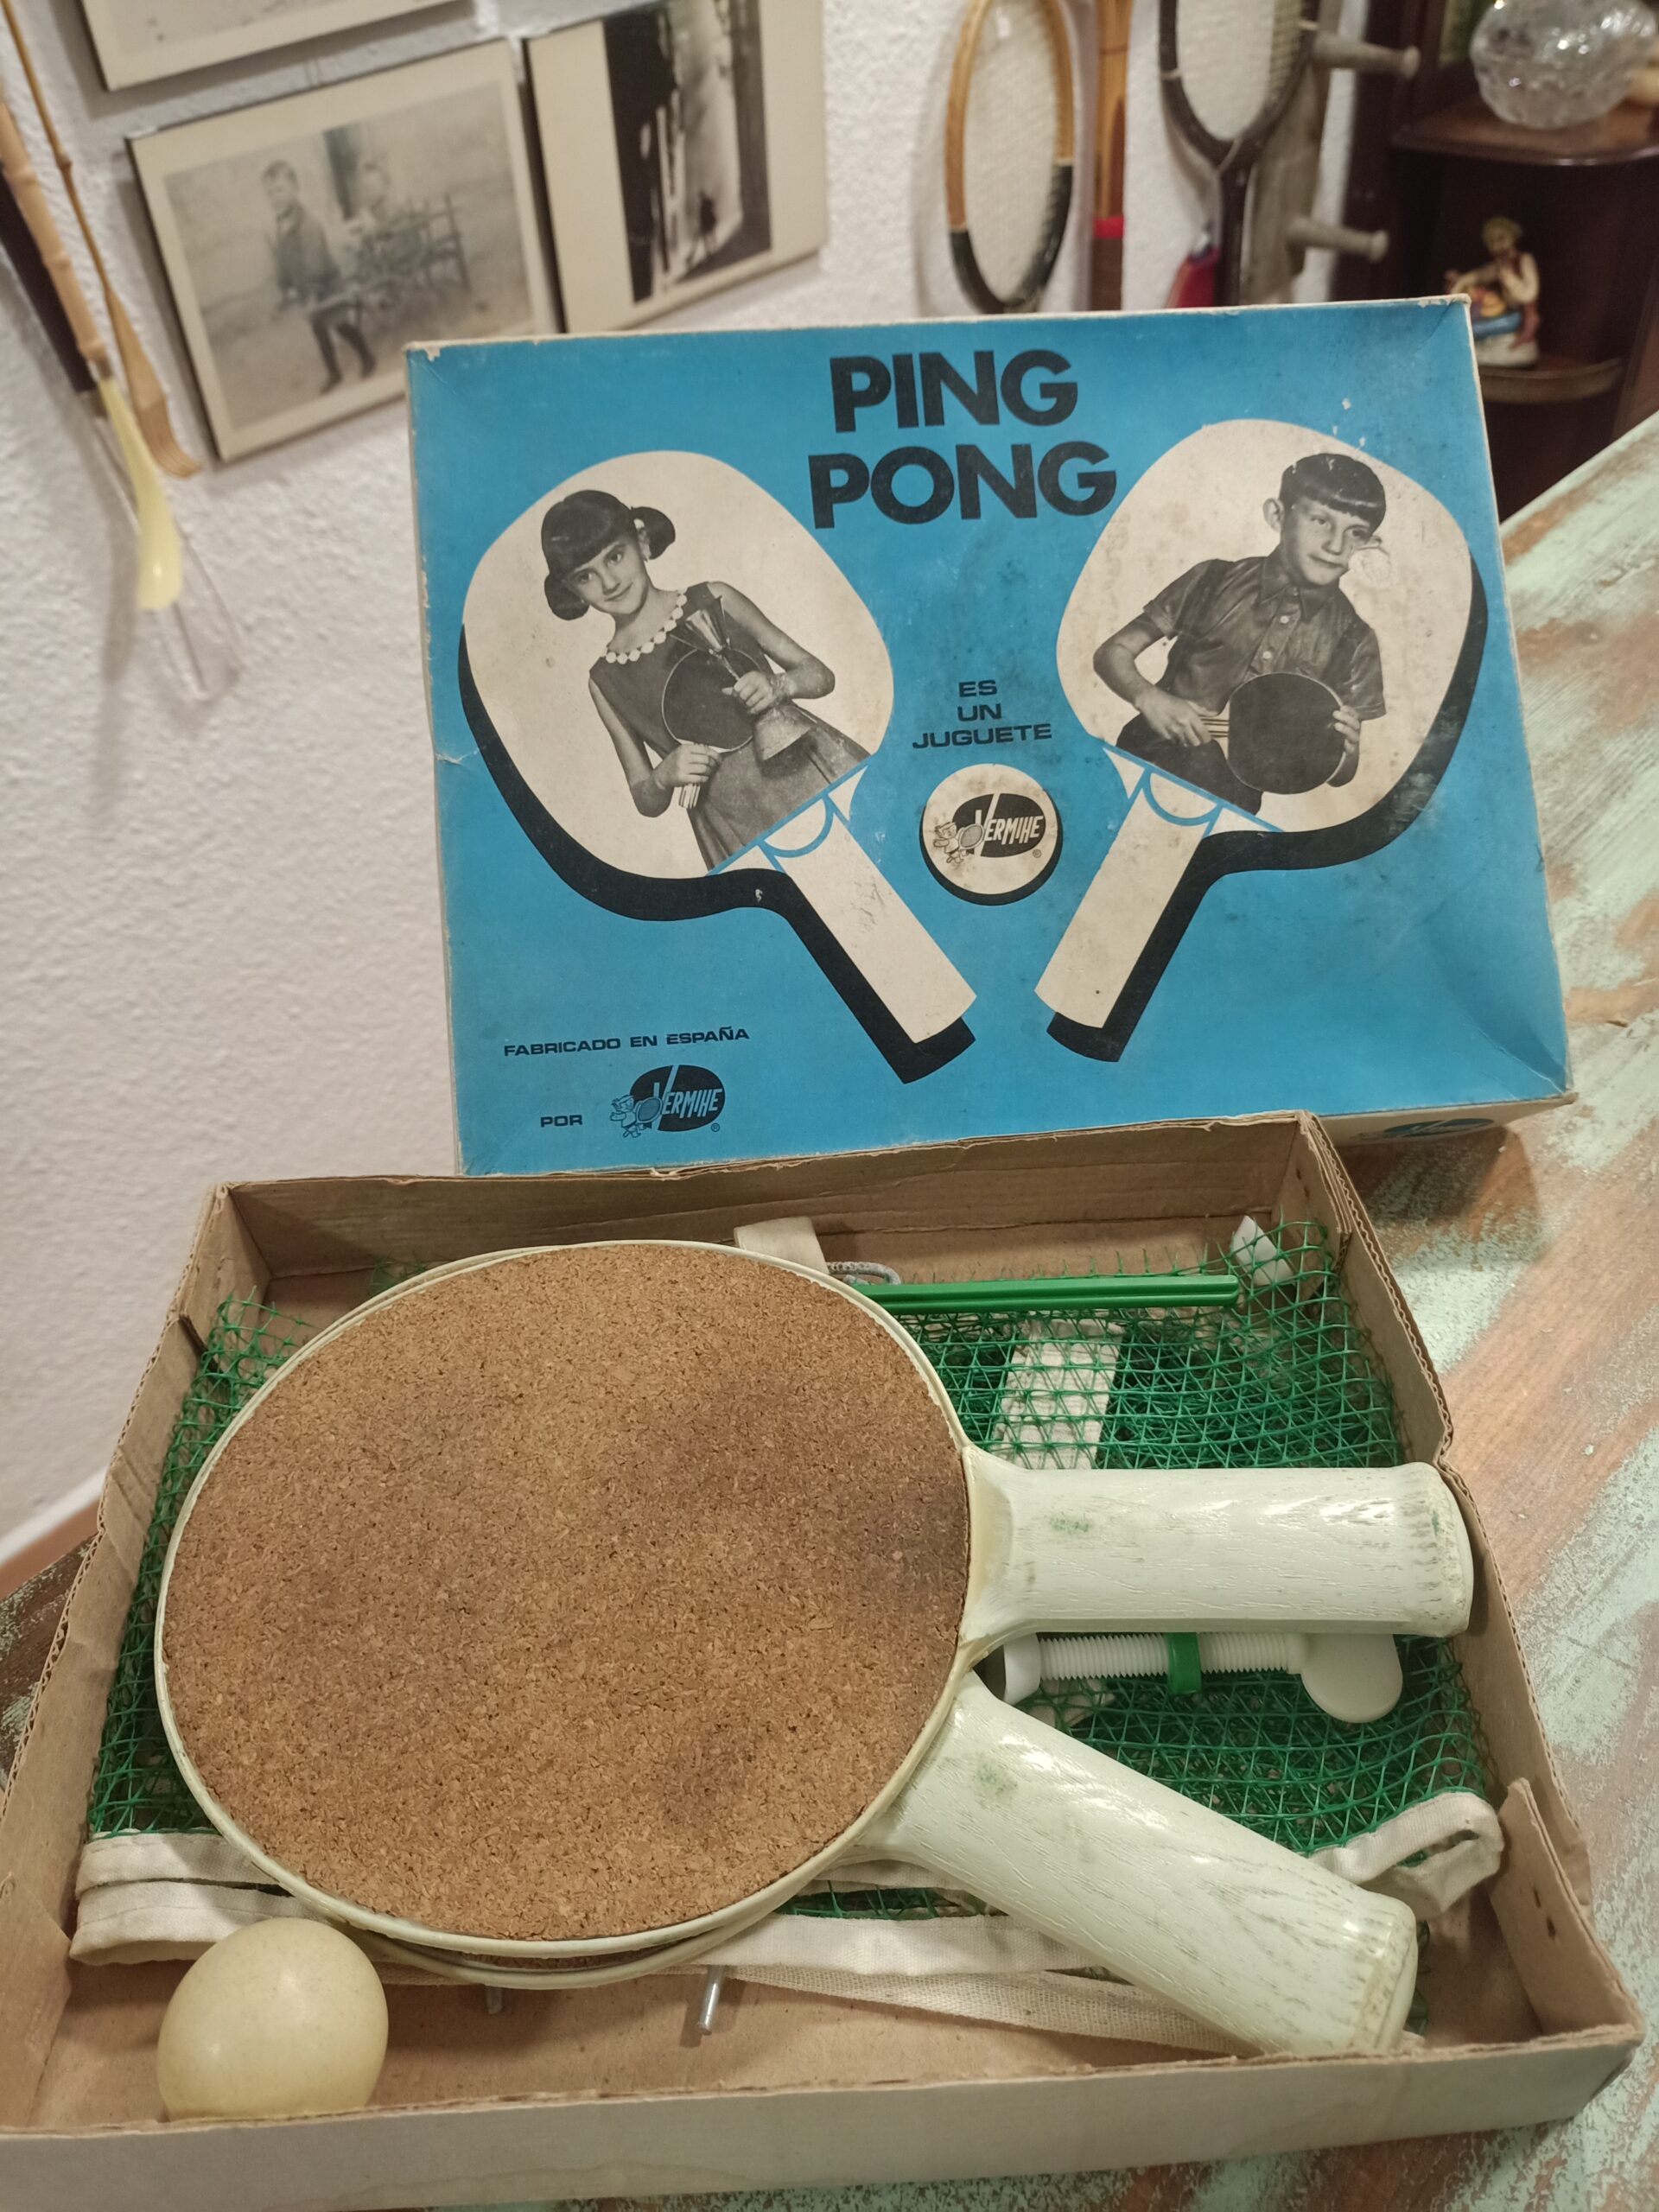 PING
PONG
ES
UN
JUGUETE
VERMIHE
®
FABRICADO EN ESPAÑA
POR VERMIHE
®